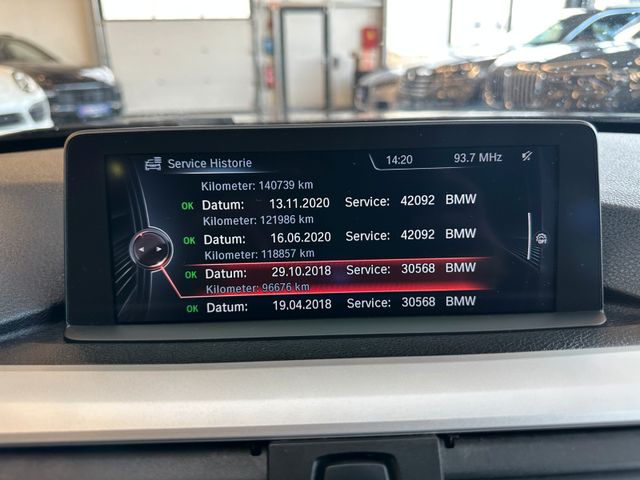 Service Historie 14:20 93.7 MHz
Kilometer: 140739 km
OK Datum: 13.11.2020 Service: 42092 BMW
Kilometer: 121986 km
OK Datum: 16.06.2020 Service: 42092 BMW
Kilometer: 118857 km
OK Datum: 29.10.2018 Service: 30568 BMW
Kilometer: 96676 km
OK Datum: 19.04.2018 Service: 30568 BMW
OFF